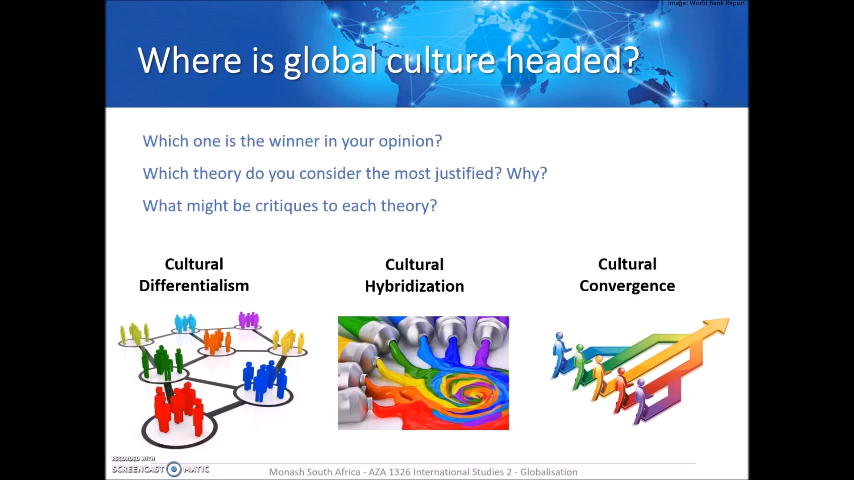 Image: World Bank Report
Where is global culture headed?
Which one is the winner in your opinion?
Which theory do you consider the most justified? Why?
What might be critiques to each theory?
Cultural
Differentialism
Cultural
Hybridization
Cultural
Convergence
RECORDED WITH
SCREENCAST MATIC
Monash South Africa - AZA 1326 International Studies 2 - Globalisation